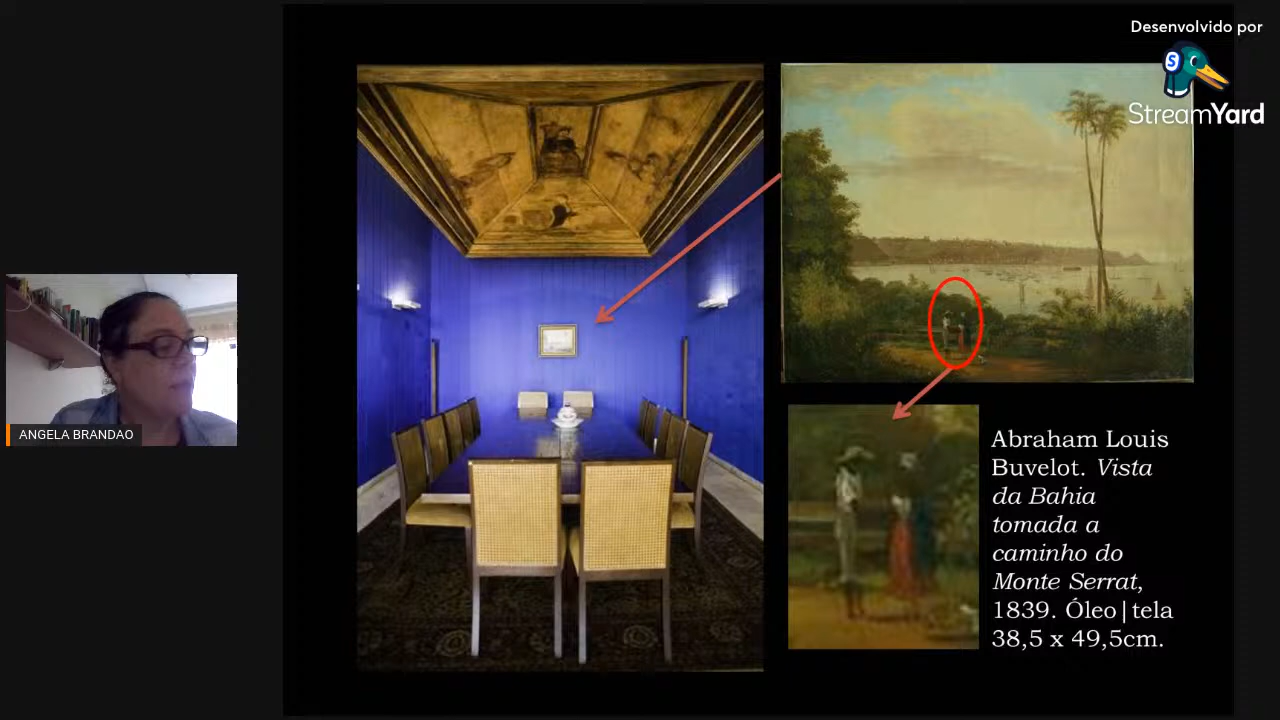 Desenvolvido por
S
StreamYard
ANGELA BRANDAO
Abraham Louis
Buvelot. Vista
da Bahia
tomada a
caminho do
Monte Serrat,
1839. Óleo|tela
38,5 x 49,5cm.